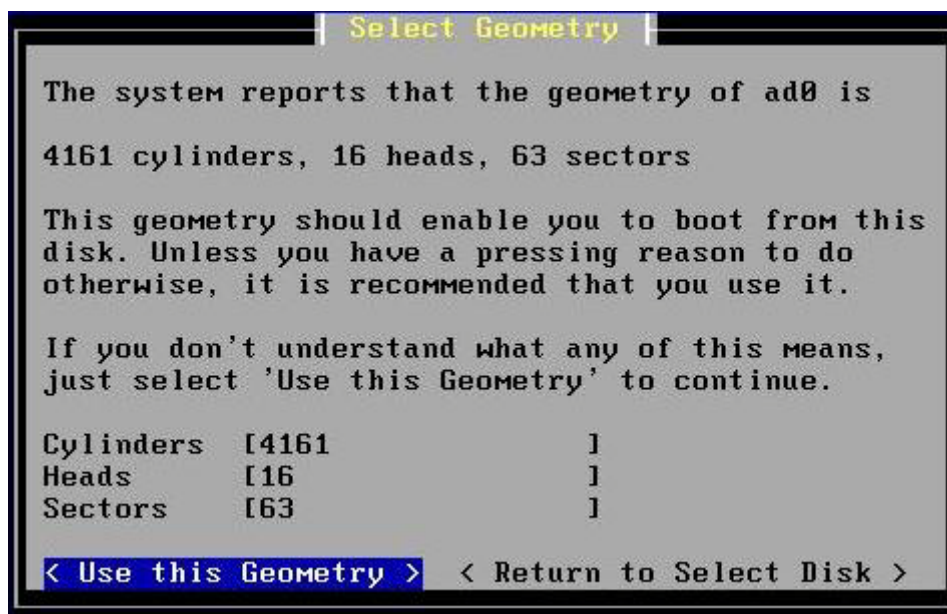 Select Geometry
The system reports that the geometry of ad0 is
4161 cylinders, 16 heads, 63 sectors
This geometry should enable you to boot from this
disk. Unless you have a pressing reason to do
otherwise, it is recommended that you use it.
If you don't understand what any of this means,
just select 'Use this Geometry' to continue.
Cylinders [4161 ]
Heads [16 ]
Sectors [63 ]
< Use this Geometry > < Return to Select Disk >